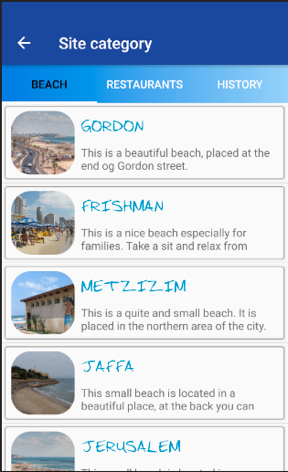 Site category
BEACH RESTAURANTS HISTORY
GORDON
This is a beautiful beach, placed at the
end og Gordon street.
FRISHMAN
This is a nice beach especially for
families. Take a sit and relax from
METZIZIM
This is a quite and small beach. It is
placed in the northern area of the city.
JAFFA
This small beach is located in a
beautiful place, at the back you can
JERUSALEM